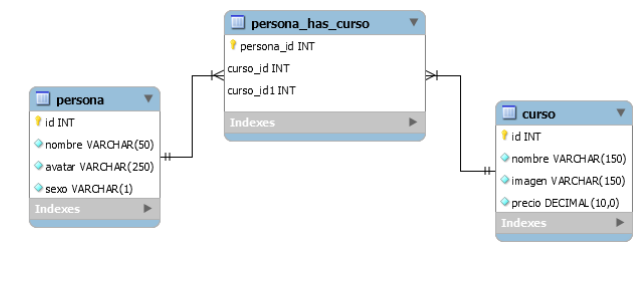 persona_has_curso
persona_id INT
curso_id INT
curso_id1 INT
Indexes
persona
id INT
nombre VARCHAR(50)
avatar VARCHAR(250)
sexo VARCHAR(1)
Indexes
curso
id INT
nombre VARCHAR(150)
imagen VARCHAR(150)
precio DECIMAL(10,0)
Indexes